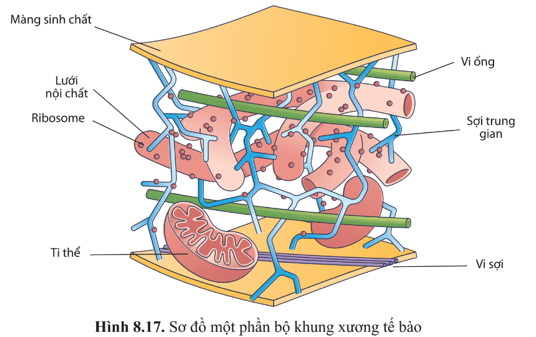 Màng sinh chất
Vi ống
Lưới
nội chất
Ribosome
Sợi trung
gian
Ti thể
Vi sợi
Hình 8.17. Sơ đồ một phần bộ khung xương tế bào